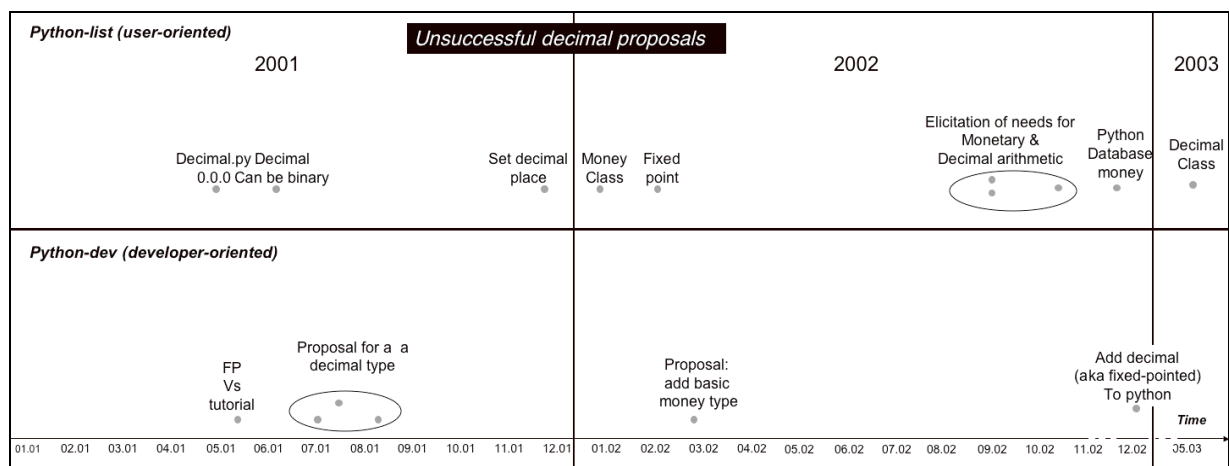 Python-list (user-oriented)
Unsuccessful decimal proposals
2001
2002
2003
Decimal.py Decimal
0.0.0 Can be binary
Set decimal
place
Money
Class
Fixed
point
Elicitation of needs for
Monetary &
Decimal arithmetic
Python
Database
money
Decimal
Class
Python-dev (developer-oriented)
FP
Vs
tutorial
Proposal for a a
decimal type
Proposal:
add basic
money type
Add decimal
(aka fixed-pointed)
To python
Time
01.01 02.01 03.01 04.01 05.01 06.01 07.01 08.01 09.01 10.01 11.01 12.01 01.02 02.02 03.02 04.02 05.02 06.02 07.02 08.02 09.02 10.02 11.02 12.02 05.03